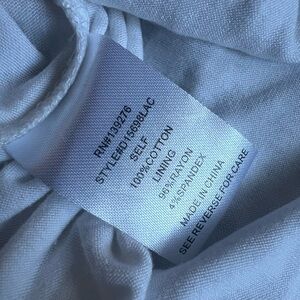 RN#139276
STYLE#D15698LAC
SELF
100%COTTON
LINING
96%RAYON
4%SPANDEX
MADE IN CHINA
SEE REVERSE FOR CARE